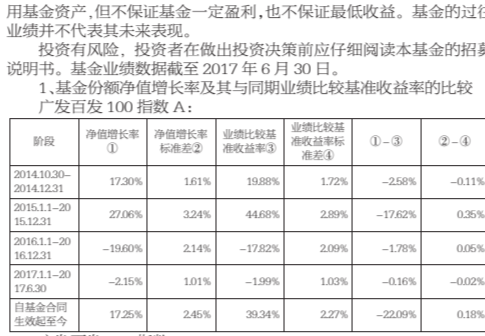 用基金资产,但不保证基金一定盈利,也不保证最低收益。基金的过往
业绩并不代表其未来表现。
投资有风险,投资者在做出投资决策前应仔细阅读本基金的招募
说明书。基金业绩数据截至 2017 年 6 月 30 日。
1、基金份额净值增长率及其与同期业绩比较基准收益率的比较
广发百发 100 指数 A:
阶段 净值增长率① 净值增长率标准差② 业绩比较基准收益率③ 业绩比较基准收益率标准差④ ①-③ ②-④
2014.10.30-2014.12.31 17.30% 1.61% 19.88% 1.72% -2.58% -0.11%
2015.1.1-2015.12.31 27.06% 3.24% 44.68% 2.89% -17.62% 0.35%
2016.1.1-2016.12.31 -19.60% 2.14% -17.82% 2.09% -1.78% 0.05%
2017.1.1-2017.6.30 -2.15% 1.01% -1.99% 1.03% -0.16% -0.02%
自基金合同生效起至今 17.25% 2.45% 39.34% 2.27% -22.09% 0.18%